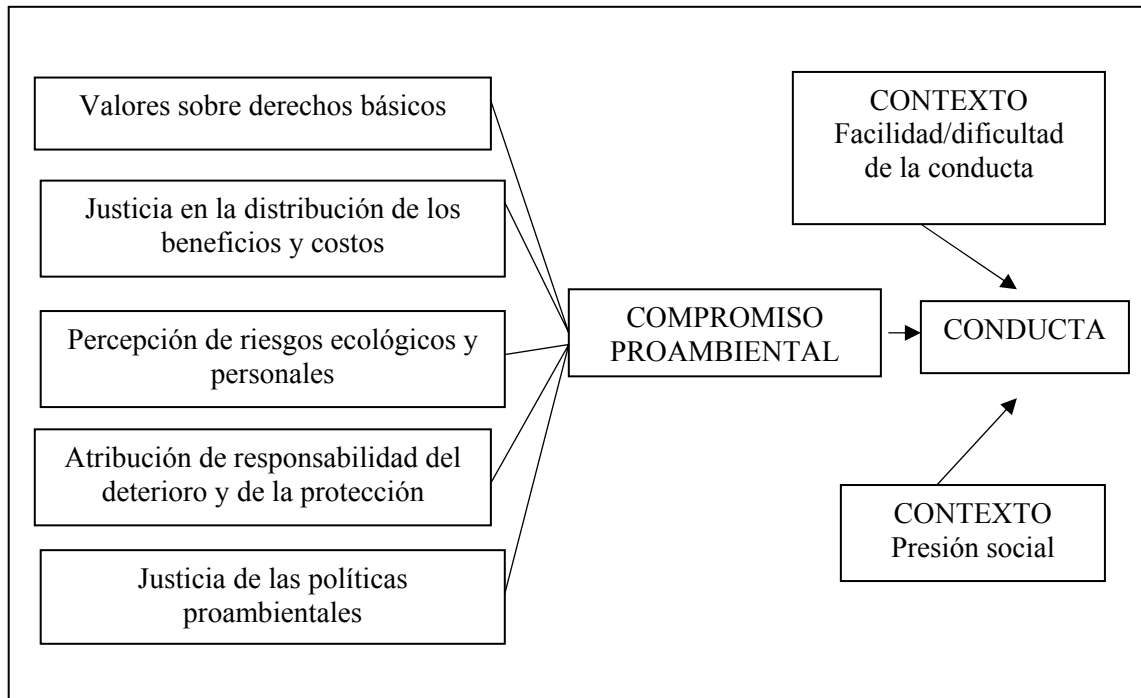 Valores sobre derechos básicos
Justicia en la distribución de los
beneficios y costos
Percepción de riesgos ecológicos y
personales
Atribución de responsabilidad del
deterioro y de la protección
Justicia de las políticas
proambientales
COMPROMISO
PROAMBIENTAL
CONTEXTO
Facilidad/dificultad
de la conducta
CONDUCTA
CONTEXTO
Presión social